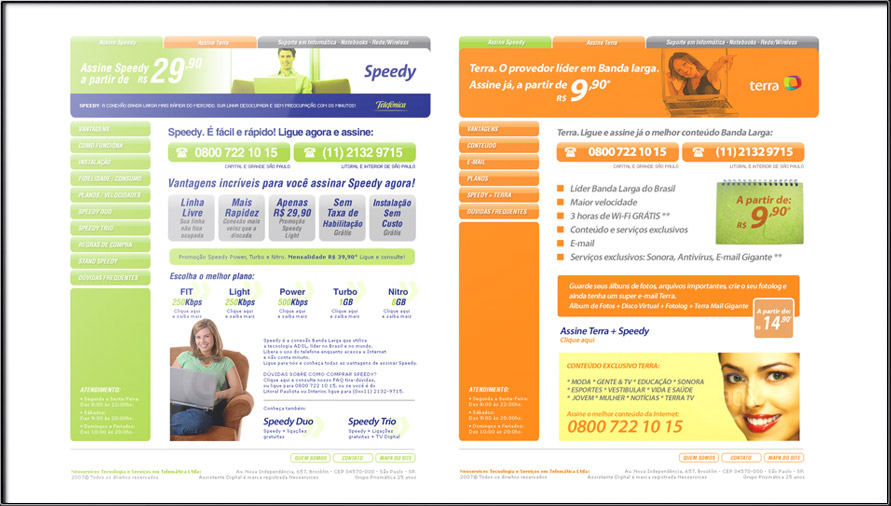 Assine Speedy
Assine Terra
Suporte em Informática - Notebooks - Rede/Wireless
Assine Speedy
a partir de R$ 29,90
Speedy
SPEEDY: A CONEXÃO BANDA LARGA MAIS RÁPIDA DO MERCADO. SUA LINHA DESOCUPADA E SEM PREOCUPAÇÃO COM OS MINUTOS!
Telefónica
VANTAGENS
COMO FUNCIONA
INSTALAÇÃO
FIDELIDADE / CONSUMO
PLANOS / VELOCIDADES
SPEEDY DUO
SPEEDY TRIO
REGRAS DE COMPRA
STAND SPEEDY
DÚVIDAS FREQUENTES
ATENDIMENTO:
• Segunda a Sexta-Feira:
Das 8:00 às 22:00hs.
• Sábados:
Das 9:00 às 20:00hs.
• Domingos e Feriados:
Das 10:00 às 20:00hs.
Speedy. É fácil e rápido! Ligue agora e assine:
0800 722 10 15
(11) 2132 9715
CAPITAL E GRANDE SÃO PAULO
LITORAL E INTERIOR DE SÃO PAULO
Vantagens incríveis para você assinar Speedy agora!
Linha
Livre
Sua linha
não fica
ocupada
Mais
Rapidez
Conexão mais
veloz que a
discada
Apenas
R$ 29,90
Promoção
Speedy
Light
Sem
Taxa de
Habilitação
Grátis
Instalação
Sem
Custo
Grátis
Promoção Speedy Power, Turbo e Nitro. Mensalidade R$ 39,90* Ligue e consulte!
Escolha o melhor plano:
FIT
250Kbps
Clique aqui
e saiba mais
Light
250Kbps
Clique aqui
e saiba mais
Power
500Kbps
Clique aqui
e saiba mais
Turbo
1GB
Clique aqui
e saiba mais
Nitro
8GB
Clique aqui
e saiba mais
Speedy é a conexão Banda Larga que utiliza
a tecnologia ADSL, líder no Brasil e no mundo.
Libera o uso do telefone enquanto acessa a Internet
e não conta minuto.
Ligue para nós e conheça todas as vantagens de assinar Speedy.
DÚVIDAS SOBRE COMO COMPRAR SPEEDY?
Clique aqui e consulte nosso FAQ tira-dúvidas,
ou ligue para 0800 722 10 15, ou se você é do
Litoral Paulista ou Interior ligue para (0xx11) 2132-9715.
Conheça também:
Speedy Duo
Speedy + ligações
gratuitas
Speedy Trio
Speedy + ligações
gratuitas + TV Digital
QUEM SOMOS
CONTATO
MAPA DO SITE
Nesservices Tecnologia e Serviços em Telemática Ltda:
2007@ Todos os direitos reservados
Av. Nova Independência, 657, Brooklin - CEP 04570-000 - São Paulo - SP.
Assistente Digital é marca registrada Nesservices
Grupo Prismática 25 anos
Assine Speedy
Assine Terra
Suporte em Informática - Notebooks - Rede/Wireless
Terra. O provedor líder em Banda larga.
Assine já, a partir de
R$ 9,90*
terra
VANTAGENS
CONTEÚDO
E-MAIL
PLANOS
SPEEDY + TERRA
DÚVIDAS FREQUENTES
ATENDIMENTO:
• Segunda a Sexta-Feira:
Das 8:00 às 22:00hs.
• Sábados:
Das 9:00 às 20:00hs.
• Domingos e Feriados:
Das 10:00 às 20:00hs.
Terra. Ligue e assine já o melhor conteúdo Banda Larga:
0800 722 10 15
(11) 2132 9715
CAPITAL E GRANDE SÃO PAULO
LITORAL E INTERIOR DE SÃO PAULO
Líder Banda Larga do Brasil
Maior velocidade
3 horas de Wi-Fi GRÁTIS **
Conteúdo e serviços exclusivos
E-mail
Serviços exclusivos: Sonora, Antivírus, E-mail Gigante **
A partir de:
R$ 9,90*
Guarde seus álbuns de fotos, arquivos importantes, crie o seu fotolog e
ainda tenha um super e-mail Terra.
Álbum de Fotos + Disco Virtual + Fotolog + Terra Mail Gigante
A partir de:
R$ 14,90*
Assine Terra + Speedy
Clique aqui
CONTEÚDO EXCLUSIVO TERRA:
* MODA * GENTE & TV * EDUCAÇÃO * SONORA
* ESPORTES * VESTIBULAR * VIDA E SAÚDE
* JOVEM * MULHER * NOTÍCIAS * TERRA TV
Assine o melhor conteúdo da Internet:
0800 722 10 15
QUEM SOMOS
CONTATO
MAPA DO SITE
Nesservices Tecnologia e Serviços em Telemática Ltda:
2007@ Todos os direitos reservados
Av. Nova Independência, 657, Brooklin - CEP 04570-000 - São Paulo - SP.
Assistente Digital é marca registrada Nesservices
Grupo Prismática 25 anos